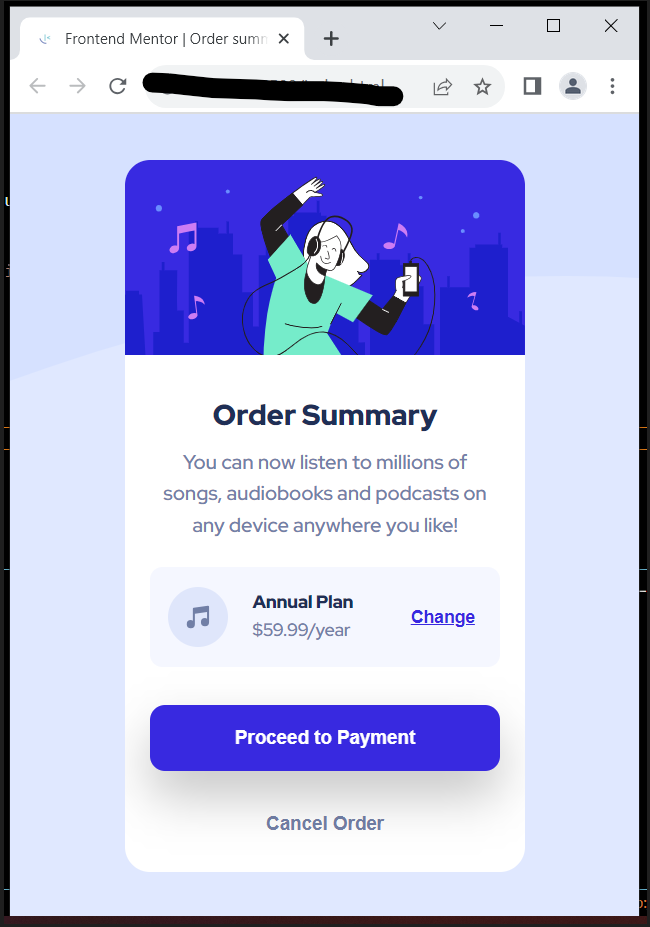 Frontend Mentor | Order summ
Order Summary
You can now listen to millions of
songs, audiobooks and podcasts on
any device anywhere you like!
Annual Plan
$59.99/year
Change
Proceed to Payment
Cancel Order